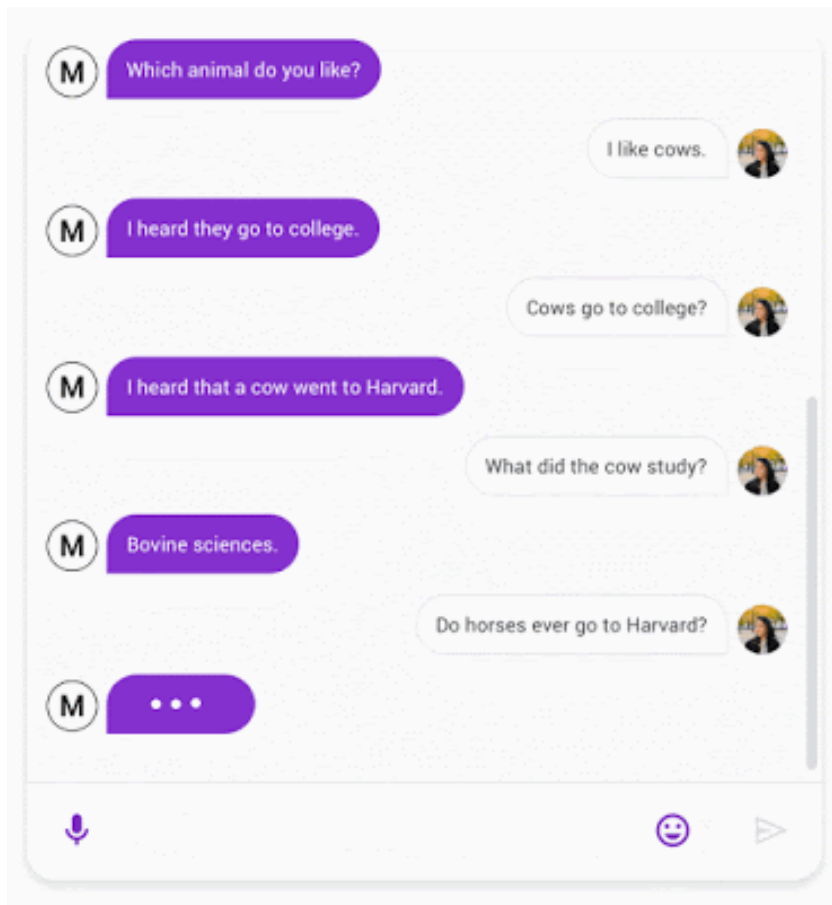 M Which animal do you like?
I like cows.
M I heard they go to college.
Cows go to college?
M I heard that a cow went to Harvard.
What did the cow study?
M Bovine sciences.
Do horses ever go to Harvard?
M